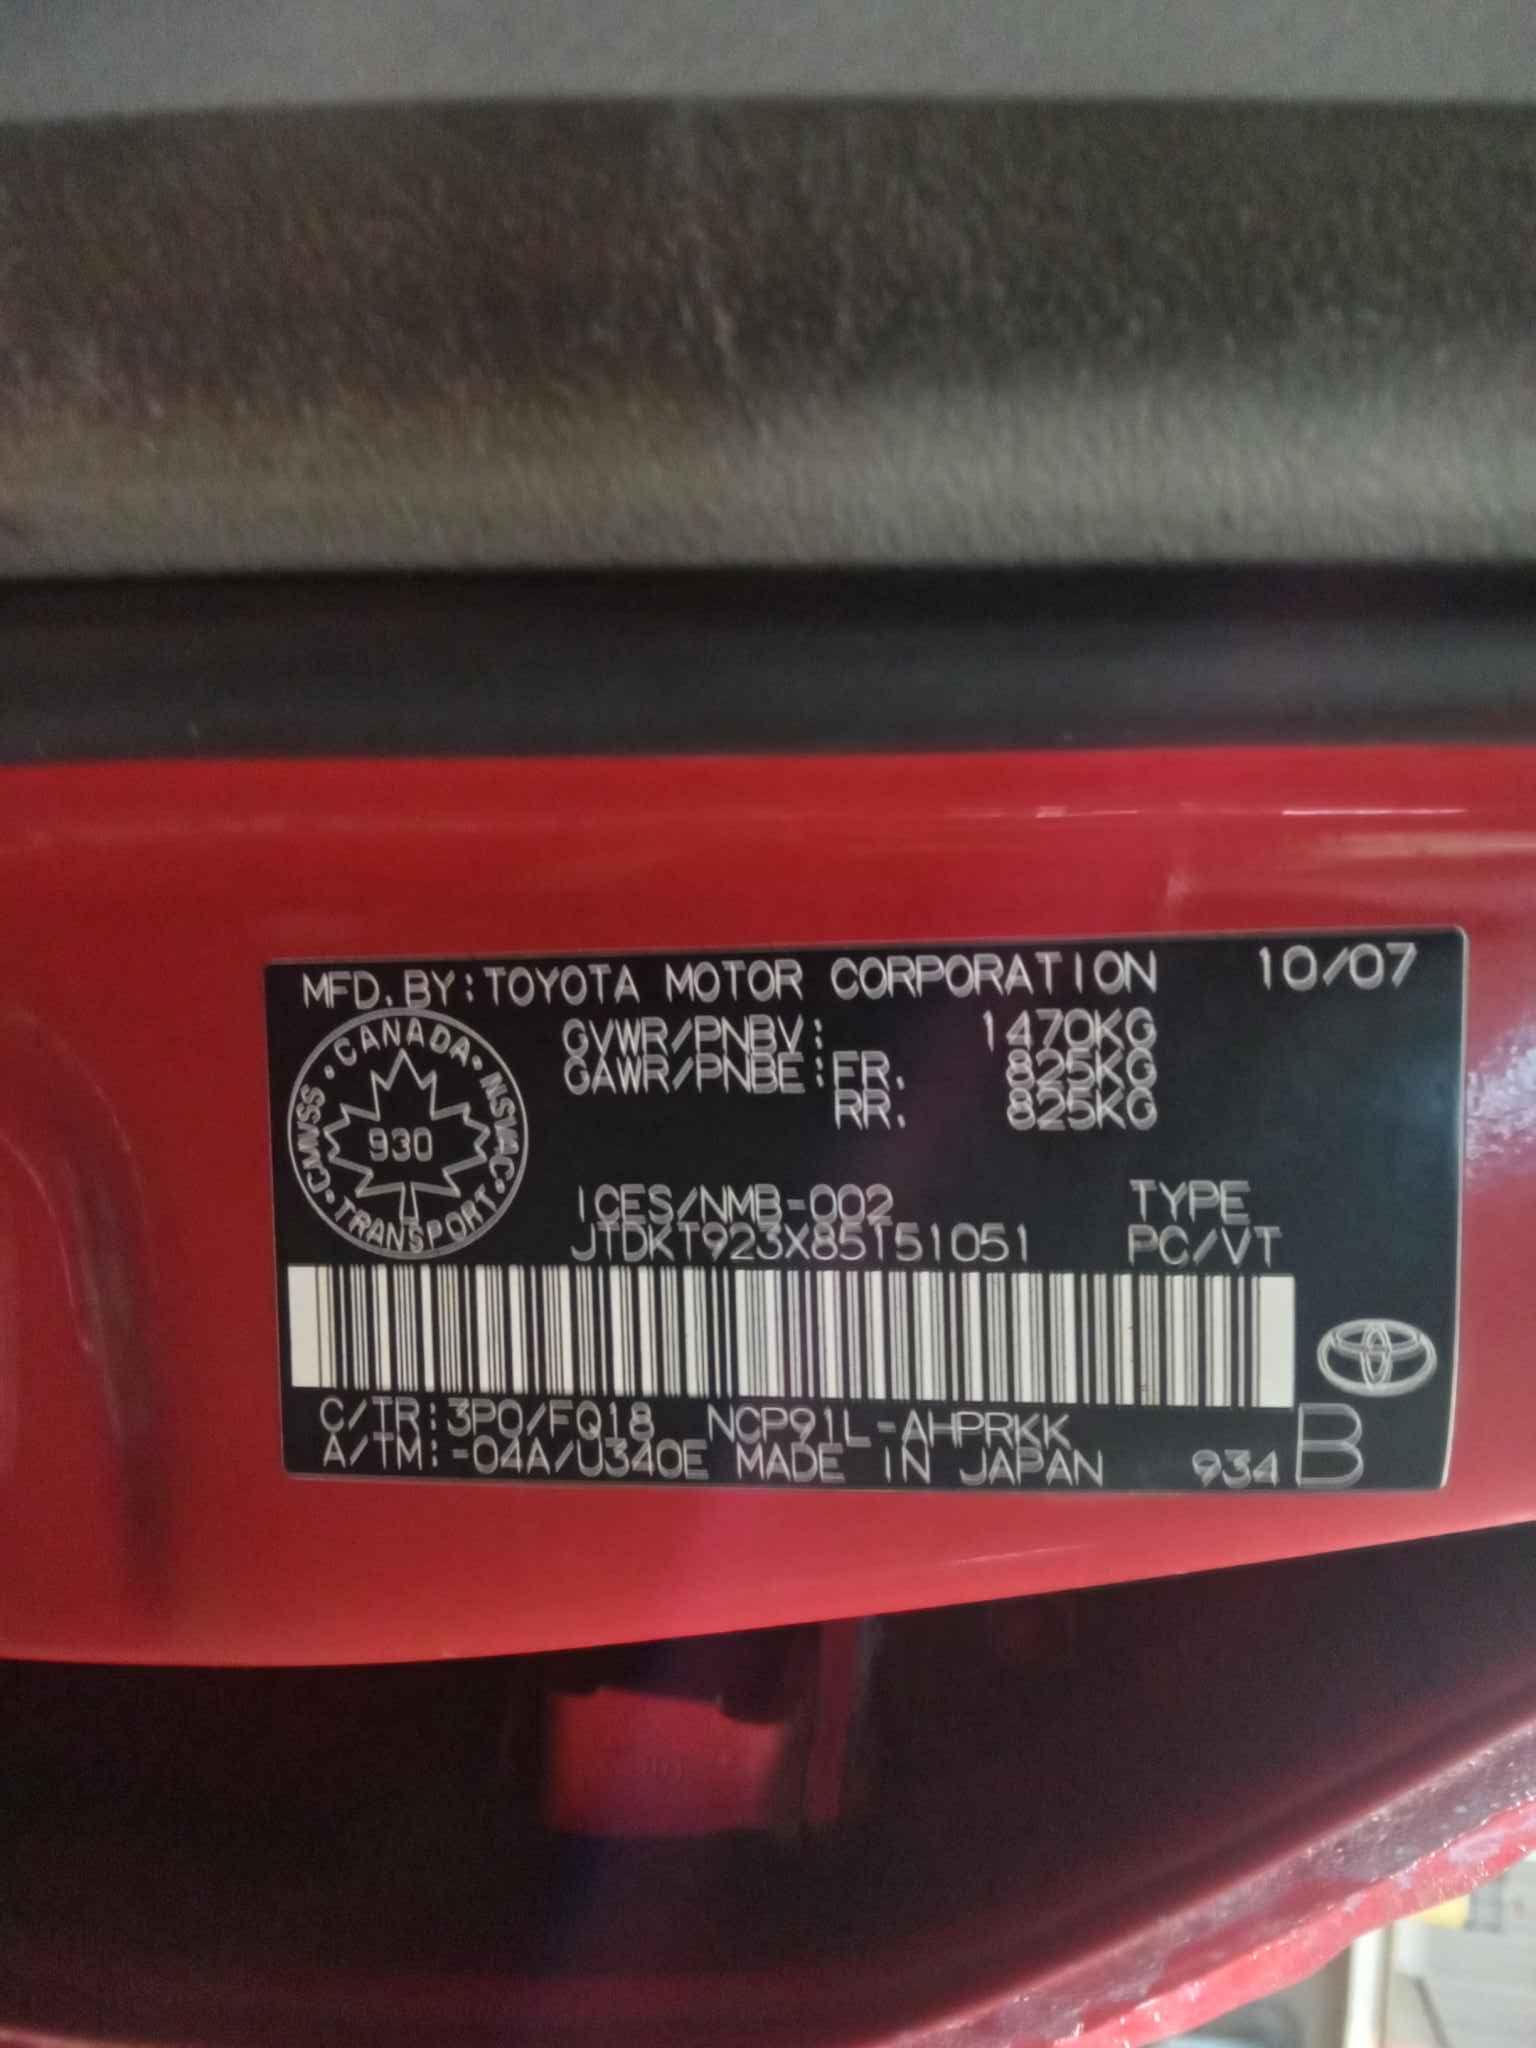 MFD. BY: TOYOTA MOTOR CORPORATION 10/07
GVWR/PNBV: 1470KG
GAWR/PNBE: FR. 825KG
RR. 825KG
CANADA · NSVAC · TRANSPORT · CMVSS ·
930
ICES/NMB-002 TYPE
JTDKT923X85151051 PC/VT
C/TR: 3P0/FQ18 NCP91L-AHPRKK
A/TM: -04A/U340E MADE IN JAPAN 934 B